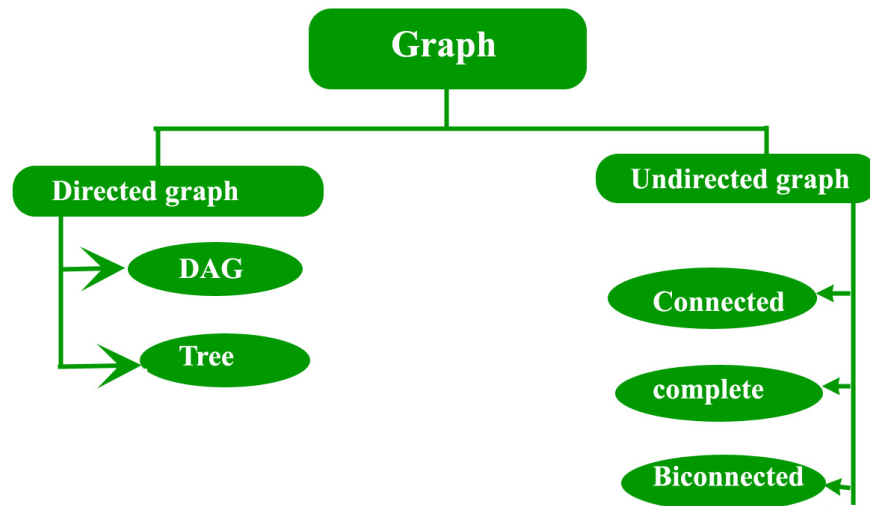 Graph
Directed graph
DAG
Tree
Undirected graph
Connected
complete
Biconnected